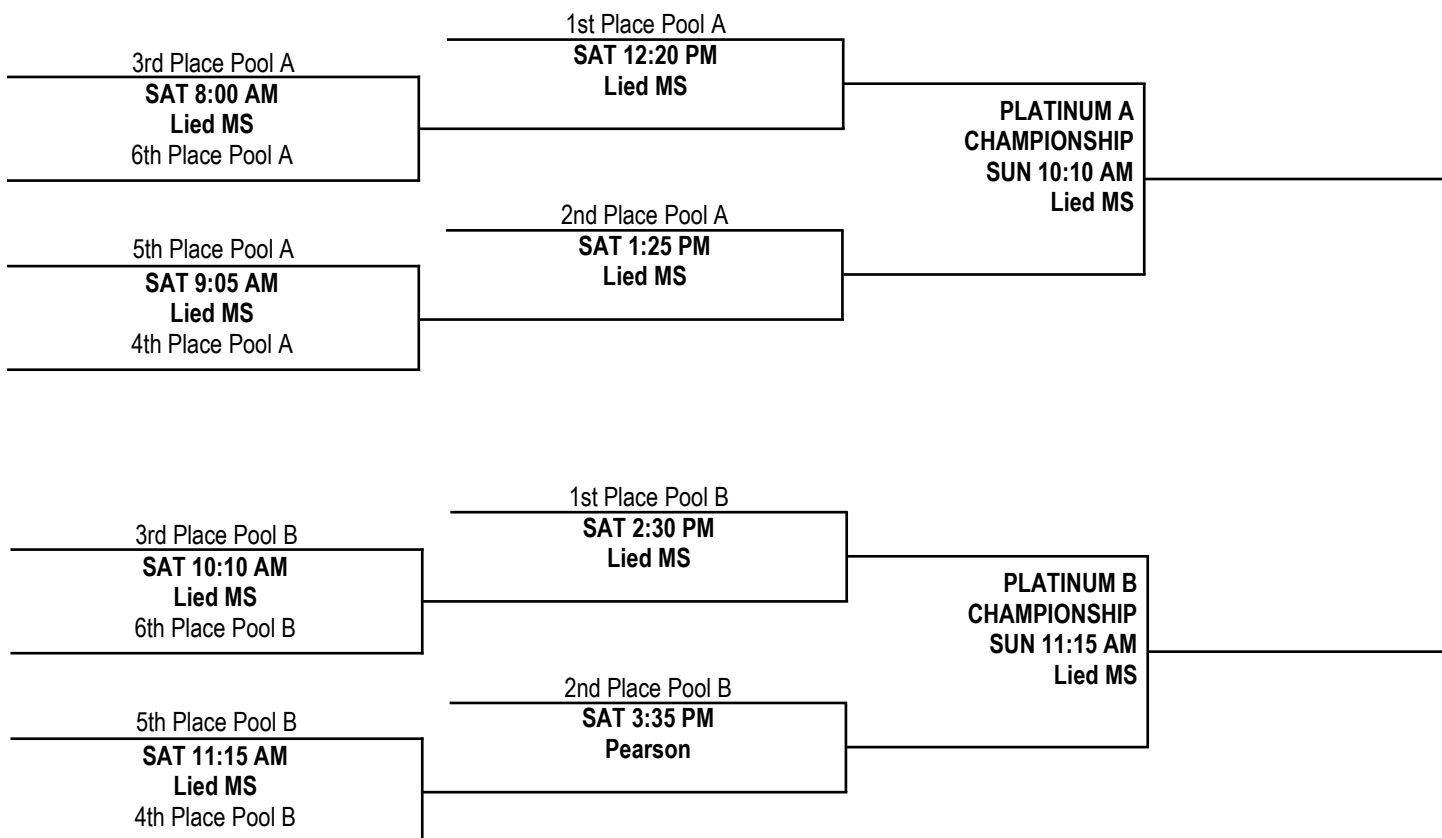 1st Place Pool A
SAT 12:20 PM
Lied MS
3rd Place Pool A
SAT 8:00 AM
Lied MS
6th Place Pool A
PLATINUM A
CHAMPIONSHIP
SUN 10:10 AM
Lied MS
2nd Place Pool A
SAT 1:25 PM
Lied MS
5th Place Pool A
SAT 9:05 AM
Lied MS
4th Place Pool A
1st Place Pool B
SAT 2:30 PM
Lied MS
3rd Place Pool B
SAT 10:10 AM
Lied MS
6th Place Pool B
PLATINUM B
CHAMPIONSHIP
SUN 11:15 AM
Lied MS
2nd Place Pool B
SAT 3:35 PM
Pearson
5th Place Pool B
SAT 11:15 AM
Lied MS
4th Place Pool B